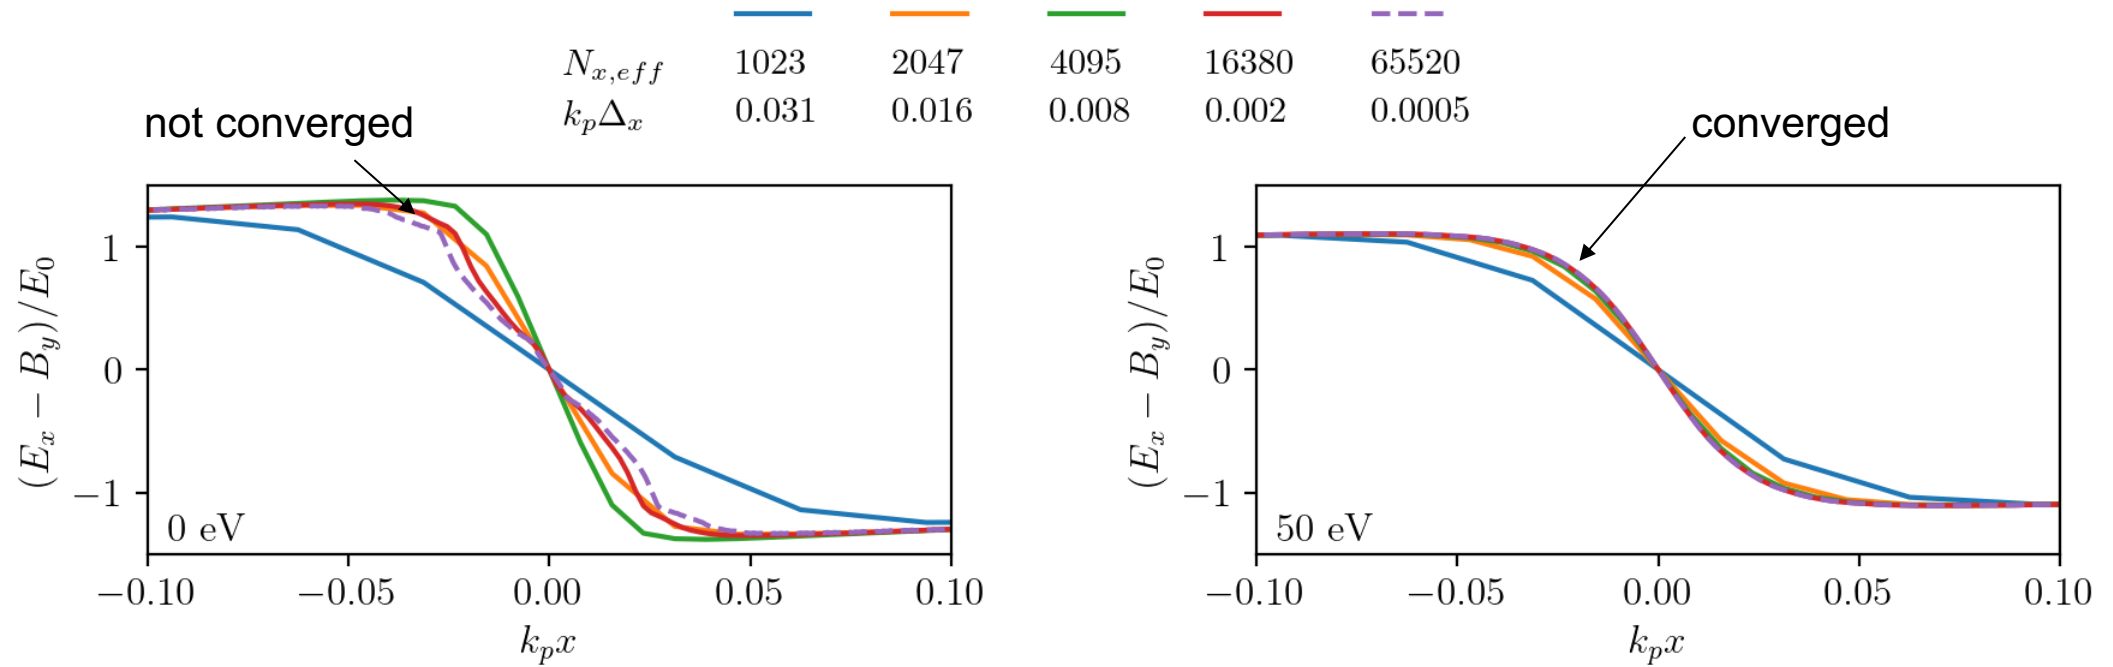 N_{x,eff} 1023 2047 4095 16380 65520
k_pΔ_x 0.031 0.016 0.008 0.002 0.0005
not converged
converged
(E_x − B_y)/E_0
1
0
−1
0 eV
−0.10 −0.05 0.00 0.05 0.10
k_px
(E_x − B_y)/E_0
1
0
−1
50 eV
−0.10 −0.05 0.00 0.05 0.10
k_px